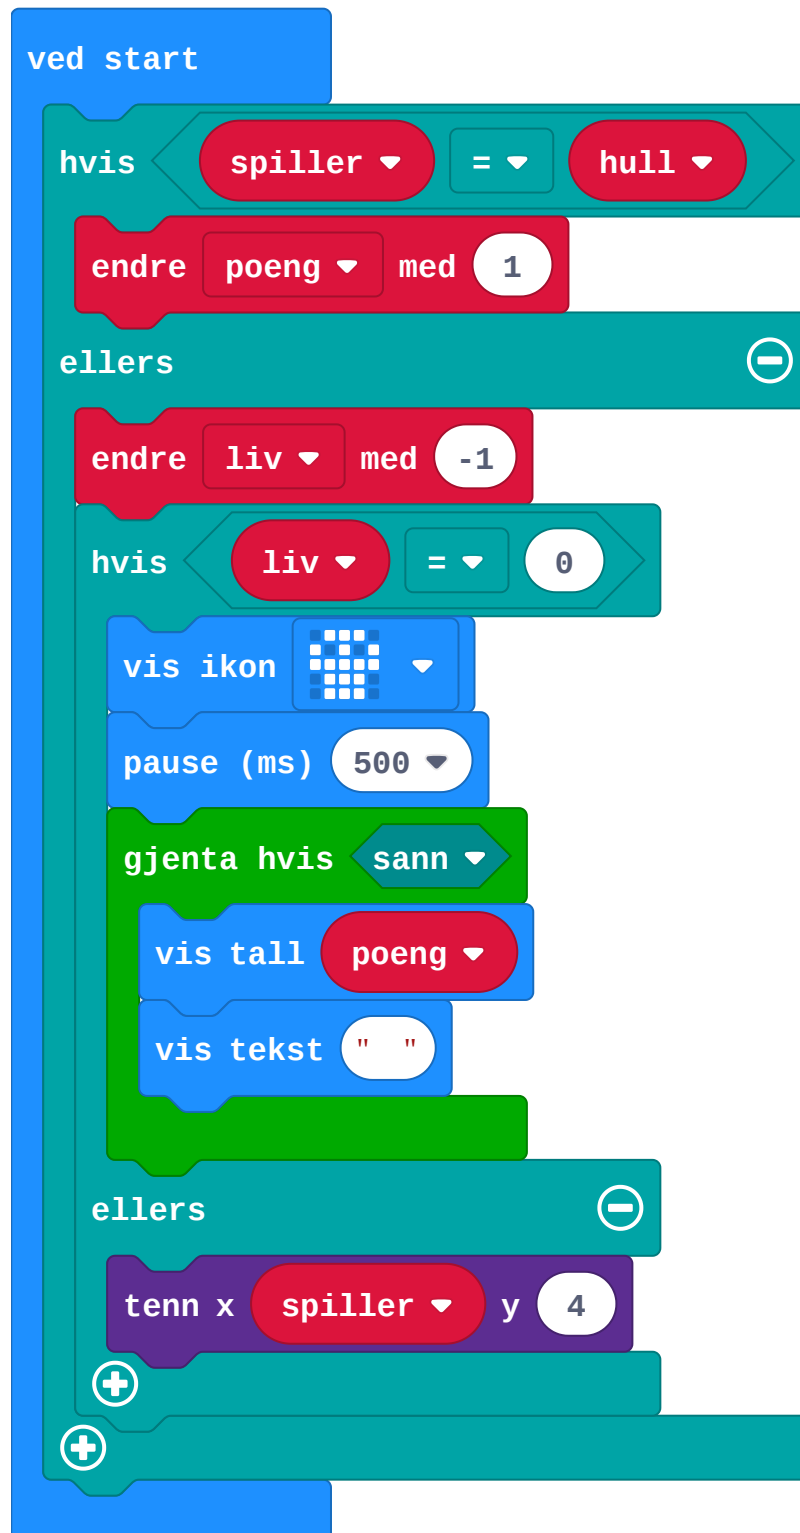 ved start
hvis spiller = hull
endre poeng med 1
ellers
endre liv med -1
hvis liv = 0
vis ikon
pause (ms) 500
gjenta hvis sann
vis tall poeng
vis tekst " "
ellers
tenn x spiller y 4